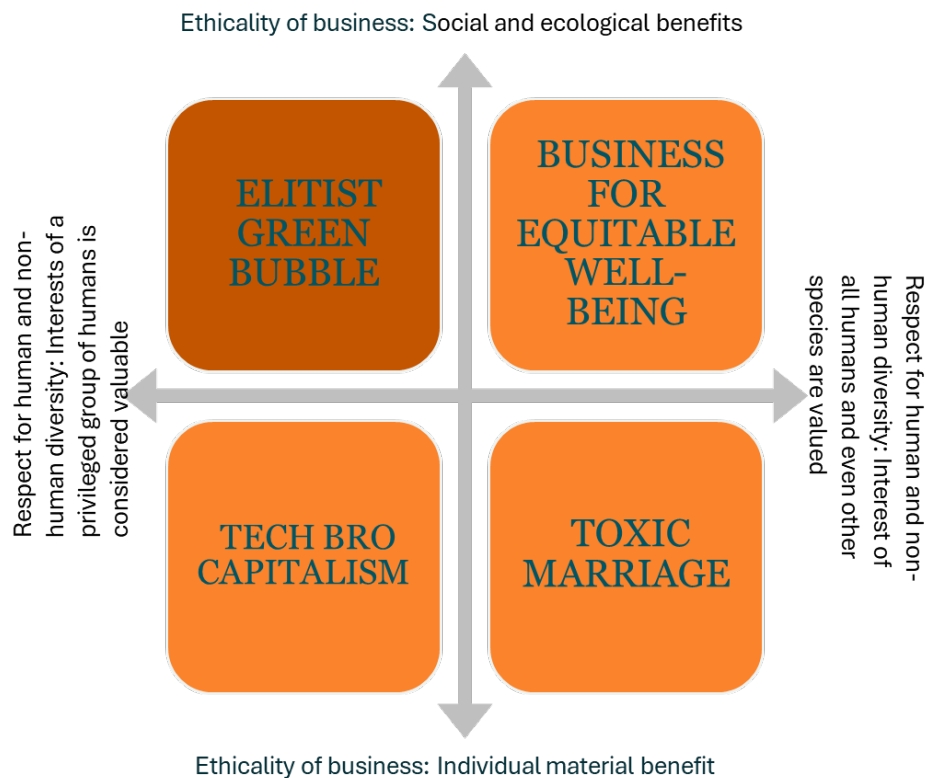 Ethicality of business: Social and ecological benefits
ELITIST
GREEN
BUBBLE
BUSINESS
FOR
EQUITABLE
WELL-
BEING
Respect for human and non-
human diversity: Interests of a
privileged group of humans is
considered valuable
Respect for human and non-
human diversity: Interest of
all humans and even other
species are valued
TECH BRO
CAPITALISM
TOXIC
MARRIAGE
Ethicality of business: Individual material benefit